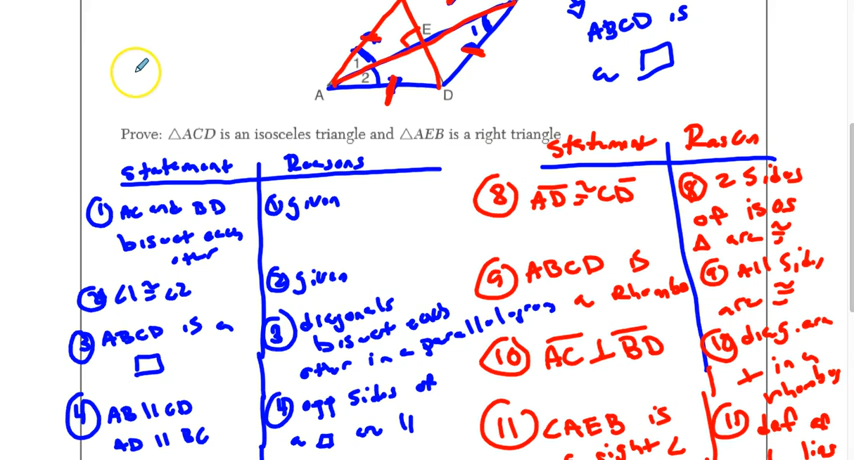 ABCD is
a ▱
E
1
1
2
A
D
Prove: △ACD is an isosceles triangle and △AEB is a right triangle
Statement Reasons
① AC and BD
bisect each
other
① given
② ∠1 ≅ ∠2
② given
③ ABCD is a
▱
③ diagonals
bisect each
other in a parallelogram
④ AB || CD
AD || BC
④ opp sides of
a ▱ are ||
Statement Reason
⑧ AD ≅ CD
⑧ 2 sides
of isos
△ are ≅
⑨ ABCD is
a Rhombus
⑨ All sides
are ≅
⑩ AC ⊥ BD
⑩ diag. are
⊥ in a
rhombus
⑪ <AEB is
right <
⑪ def of
lines